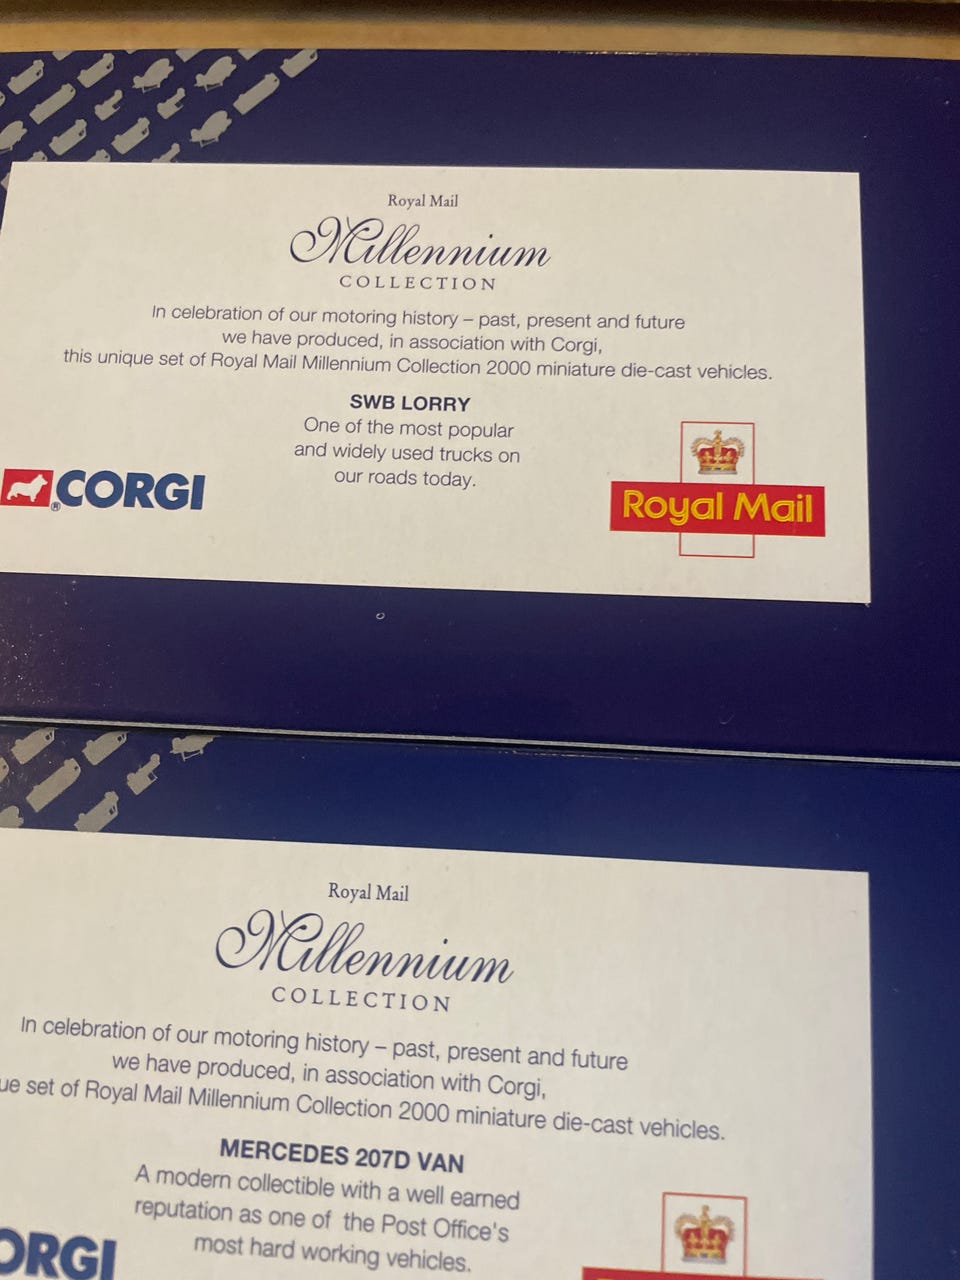 Royal Mail
Millennium
COLLECTION
In celebration of our motoring history – past, present and future
we have produced, in association with Corgi,
this unique set of Royal Mail Millennium Collection 2000 miniature die-cast vehicles.
SWB LORRY
One of the most popular
and widely used trucks on
our roads today.
®CORGI
Royal Mail
Royal Mail
Millennium
COLLECTION
In celebration of our motoring history – past, present and future
we have produced, in association with Corgi,
set of Royal Mail Millennium Collection 2000 miniature die-cast vehicles.
MERCEDES 207D VAN
A modern collectible with a well earned
reputation as one of the Post Office's
most hard working vehicles.
ORGI